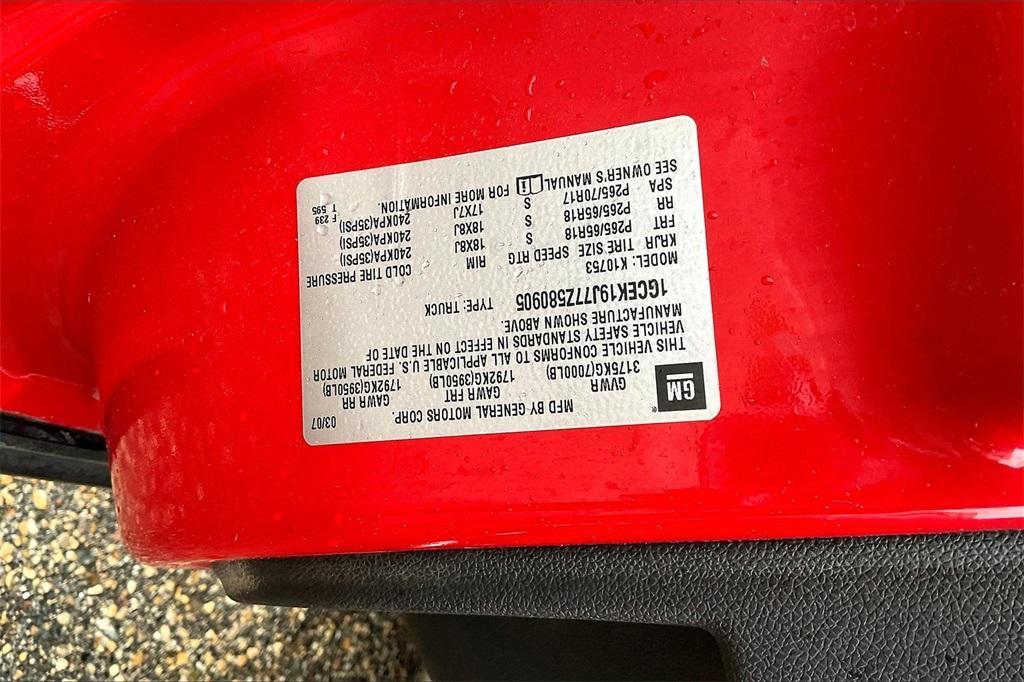 MFD BY GENERAL MOTORS CORP. 03/07
GM
GVWR GAWR FRT GAWR RR
3175KG(7000LB) 1792KG(3950LB) 1792KG(3950LB)
THIS VEHICLE CONFORMS TO ALL APPLICABLE U.S. FEDERAL MOTOR
VEHICLE SAFETY STANDARDS IN EFFECT ON THE DATE OF
MANUFACTURE SHOWN ABOVE.
1GCEK19J77Z580905 TYPE: TRUCK
MODEL: K10753
KAJR TIRE SIZE SPEED RTG RIM COLD TIRE PRESSURE
FRT P265/65R18 S 18X8J 240KPA(35PSI)
RR P265/65R18 S 18X8J 240KPA(35PSI)
SPA P265/70R17 17X7J 240KPA(35PSI)
SEE OWNER'S MANUAL FOR MORE INFORMATION.
F 239
T 595